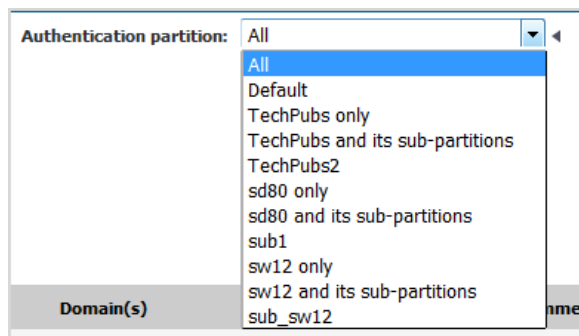 Authentication partition: All
All
Default
TechPubs only
TechPubs and its sub-partitions
TechPubs2
sd80 only
sd80 and its sub-partitions
sub1
sw12 only
sw12 and its sub-partitions
sub_sw12
Domain(s)